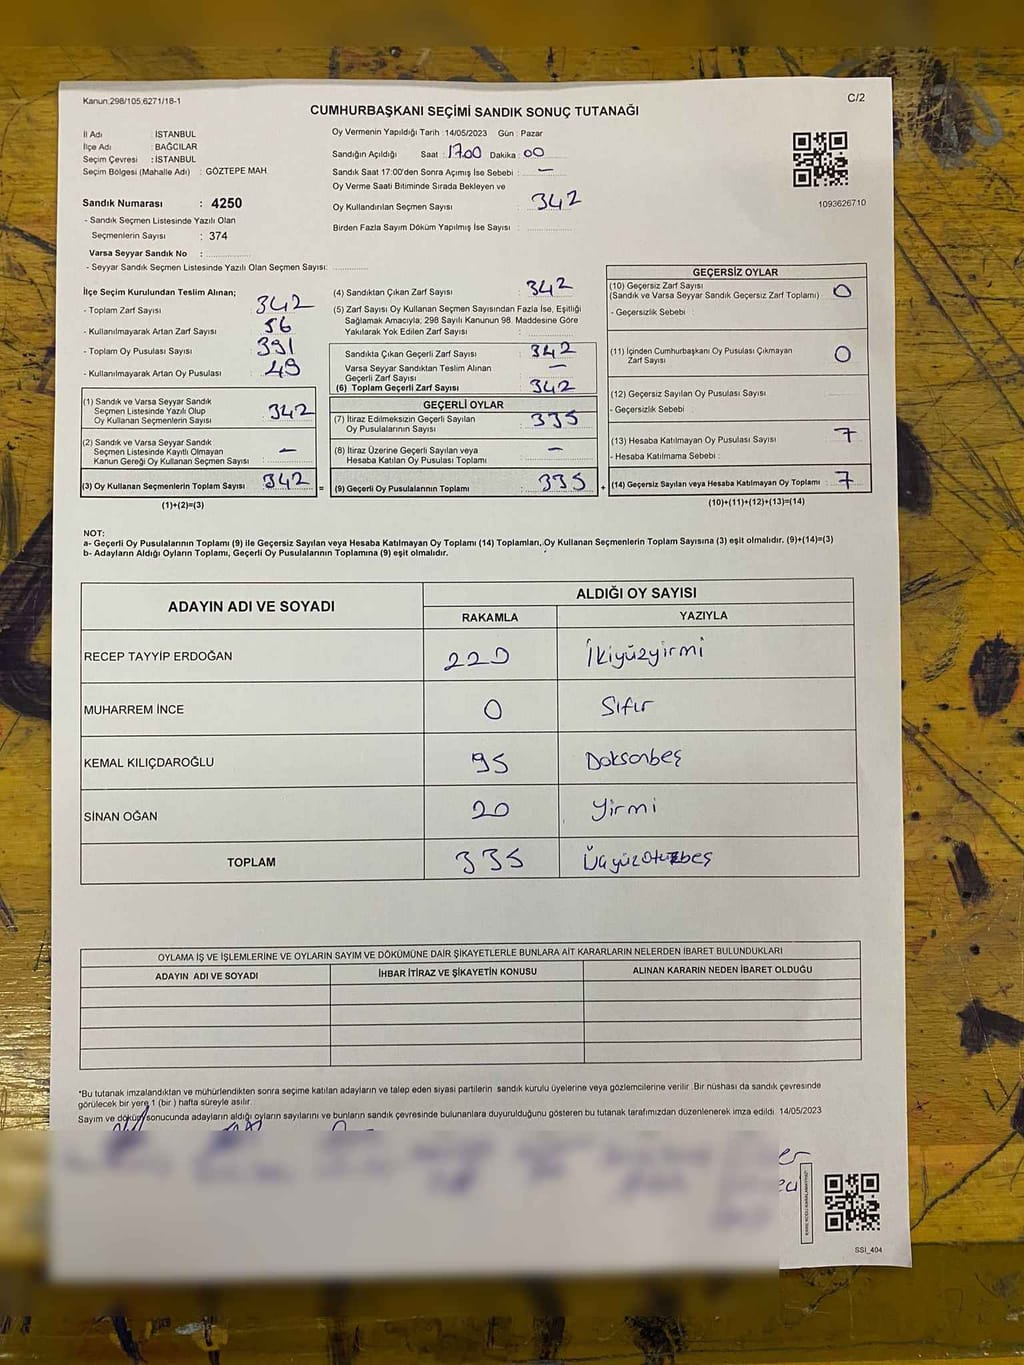 Kanun:298/105,6271/18-1
C/2
CUMHURBAŞKANI SEÇİMİ SANDIK SONUÇ TUTANAĞI
İl Adı : İSTANBUL
İlçe Adı : BAĞCILAR
Seçim Çevresi : İSTANBUL
Seçim Bölgesi (Mahalle Adı) : GÖZTEPE MAH
Sandık Numarası : 4250
- Sandık Seçmen Listesinde Yazılı Olan
Seçmenlerin Sayısı : 374
Varsa Seyyar Sandık No :
- Seyyar Sandık Seçmen Listesinde Yazılı Olan Seçmen Sayısı:
Oy Vermenin Yapıldığı Tarih :14/05/2023 Gün : Pazar
Sandığın Açıldığı Saat : 17.00 Dakika : 00
Sandık Saat 17:00'den Sonra Açımış İse Sebebi : —
Oy Verme Saati Bitiminde Sırada Bekleyen ve
Oy Kullandırılan Seçmen Sayısı : 342
Birden Fazla Sayım Döküm Yapılmış İse Sayısı :
1093626710
İlçe Seçim Kurulundan Teslim Alınan;
- Toplam Zarf Sayısı : 342
- Kullanılmayarak Artan Zarf Sayısı : 56
- Toplam Oy Pusulası Sayısı : 391
- Kullanılmayarak Artan Oy Pusulası : 49
(1) Sandık ve Varsa Seyyar Sandık
Seçmen Listesinde Yazılı Olup
Oy Kullanan Seçmenlerin Sayısı : 342
(2) Sandık ve Varsa Seyyar Sandık
Seçmen Listesinde Kayıtlı Olmayan
Kanun Gereği Oy Kullanan Seçmen Sayısı : —
(3) Oy Kullanan Seçmenlerin Toplam Sayısı : 342
(1)+(2)=(3)
(4) Sandıktan Çıkan Zarf Sayısı : 342
(5) Zarf Sayısı Oy Kullanan Seçmen Sayısından Fazla İse, Eşitliği
Sağlamak Amacıyla; 298 Sayılı Kanunun 98. Maddesine Göre
Yakılarak Yok Edilen Zarf Sayısı :
Sandıkta Çıkan Geçerli Zarf Sayısı : 342
Varsa Seyyar Sandıktan Teslim Alınan
Geçerli Zarf Sayısı : —
(6) Toplam Geçerli Zarf Sayısı : 342
GEÇERLİ OYLAR
(7) İtiraz Edilmeksizin Geçerli Sayılan
Oy Pusulalarının Sayısı : 335
(8) İtiraz Üzerine Geçerli Sayılan veya
Hesaba Katılan Oy Pusulası Toplamı : —
= (9) Geçerli Oy Pusulalarının Toplamı : 335
GEÇERSİZ OYLAR
(10) Geçersiz Zarf Sayısı
(Sandık ve Varsa Seyyar Sandık Geçersiz Zarf Toplamı) : 0
- Geçersizlik Sebebi :
(11) İçinden Cumhurbaşkanı Oy Pusulası Çıkmayan
Zarf Sayısı : 0
(12) Geçersiz Sayılan Oy Pusulası Sayısı
- Geçersizlik Sebebi
(13) Hesaba Katılmayan Oy Pusulası Sayısı : 7
- Hesaba Katılmama Sebebi :
+ (14) Geçersiz Sayılan veya Hesaba Katılmayan Oy Toplamı : 7
(10)+(11)+(12)+(13)=(14)
NOT:
a- Geçerli Oy Pusulalarının Toplamı (9) ile Geçersiz Sayılan veya Hesaba Katılmayan Oy Toplamı (14) Toplamları, Oy Kullanan Seçmenlerin Toplam Sayısına (3) eşit olmalıdır. (9)+(14)=(3)
b- Adayların Aldığı Oyların Toplamı, Geçerli Oy Pusulalarının Toplamına (9) eşit olmalıdır.
ADAYIN ADI VE SOYADI
ALDIĞI OY SAYISI
RAKAMLA YAZIYLA
RECEP TAYYİP ERDOĞAN 220 İkiyüzyirmi
MUHARREM İNCE 0 Sıfır
KEMAL KILIÇDAROĞLU 95 Doksanbeş
SİNAN OĞAN 20 Yirmi
TOPLAM 335 Üçyüzotuzbeş
OYLAMA İŞ VE İŞLEMLERİNE VE OYLARIN SAYIM VE DÖKÜMÜNE DAİR ŞİKAYETLERLE BUNLARA AİT KARARLARIN NELERDEN İBARET BULUNDUKLARI
ADAYIN ADI VE SOYADI İHBAR İTİRAZ VE ŞİKAYETİN KONUSU ALINAN KARARIN NEDEN İBARET OLDUĞU
*Bu tutanak imzalandıktan ve mühürlendikten sonra seçime katılan adayların ve talep eden siyasi partilerin sandık kurulu üyelerine veya gözlemcilerine verilir .Bir nüshası da sandık çevresinde
görülecek bir yere 1 (bir ) hafta süreyle asılır.
Sayım ve döküm sonucunda adayların aldığı oyların sayılarını ve bunların sandık çevresinde bulunanlara duyurulduğunu gösteren bu tutanak tarafımızdan düzenlenerek imza edildi. 14/05/2023
SSI_404